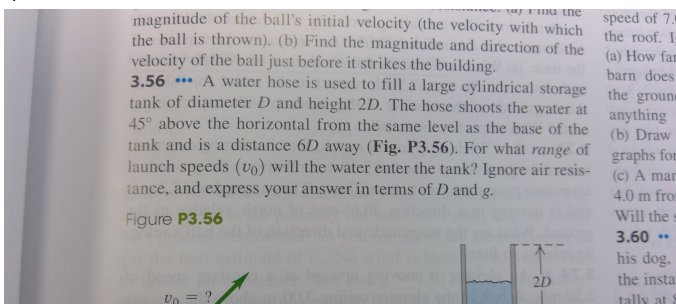 magnitude of the ball's initial velocity (the velocity with which
the ball is thrown). (b) Find the magnitude and direction of the
velocity of the ball just before it strikes the building.
3.56 ••• A water hose is used to fill a large cylindrical storage
tank of diameter D and height 2D. The hose shoots the water at
45° above the horizontal from the same level as the base of the
tank and is a distance 6D away (Fig. P3.56). For what range of
launch speeds (v₀) will the water enter the tank? Ignore air resis-
tance, and express your answer in terms of D and g.
Figure P3.56
2D
v₀ = ?
speed of 7.
the roof.
(a) How far
barn does
the ground
anything
(b) Draw
graphs for
(c) A man
4.0 m from
Will the
3.60 ••
his dog.
the insta
tally at